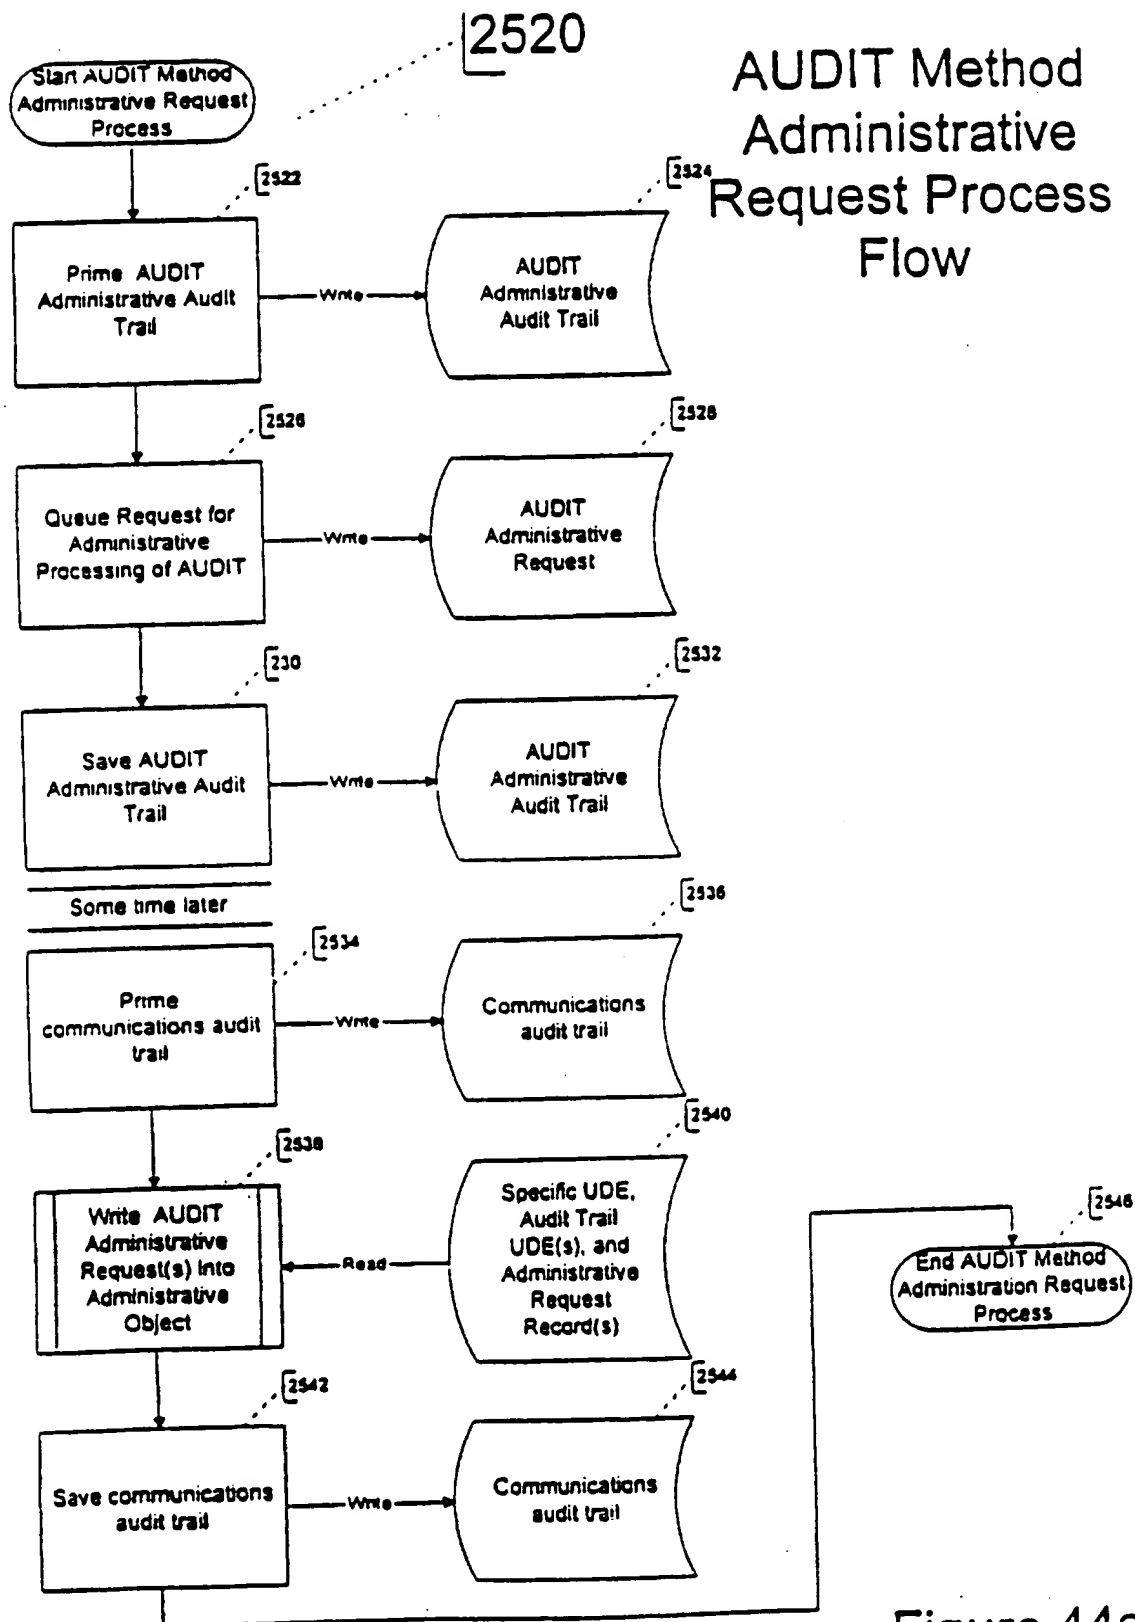 2520
AUDIT Method
Administrative
Request Process
Flow
Start AUDIT Method
Administrative Request
Process
2522
Prime AUDIT
Administrative Audit
Trail
Write
2524
AUDIT
Administrative
Audit Trail
2526
Queue Request for
Administrative
Processing of AUDIT
Write
2528
AUDIT
Administrative
Request
230
Save AUDIT
Administrative Audit
Trail
Write
2532
AUDIT
Administrative
Audit Trail
Some time later
2534
Prime
communications audit
trail
Write
2536
Communications
audit trail
2538
Write AUDIT
Administrative
Request(s) Into
Administrative
Object
Read
2540
Specific UDE,
Audit Trail
UDE(s), and
Administrative
Request
Record(s)
2542
Save communications
audit trail
Write
2544
Communications
audit trail
2546
End AUDIT Method
Administration Request
Process